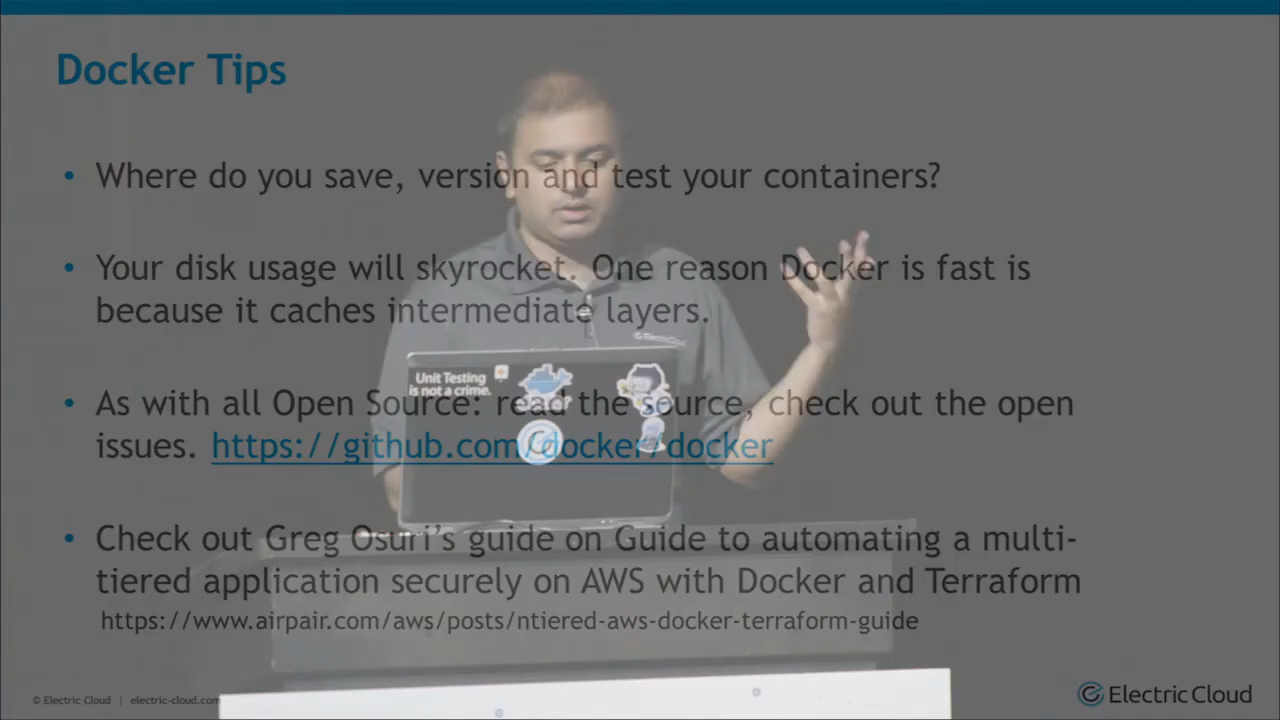 Docker Tips
• Where do you save, version and test your containers?
• Your disk usage will skyrocket. One reason Docker is fast is
because it caches intermediate layers.
ElectricCloud
Unit Testing
is not a crime.
• As with all Open Source: read the source, check out the open
issues. https://github.com/docker/docker
• Check out Greg Osuri’s guide on Guide to automating a multi-
tiered application securely on AWS with Docker and Terraform
https://www.airpair.com/aws/posts/ntiered-aws-docker-terraform-guide
© Electric Cloud | electric-cloud.com
Electric Cloud